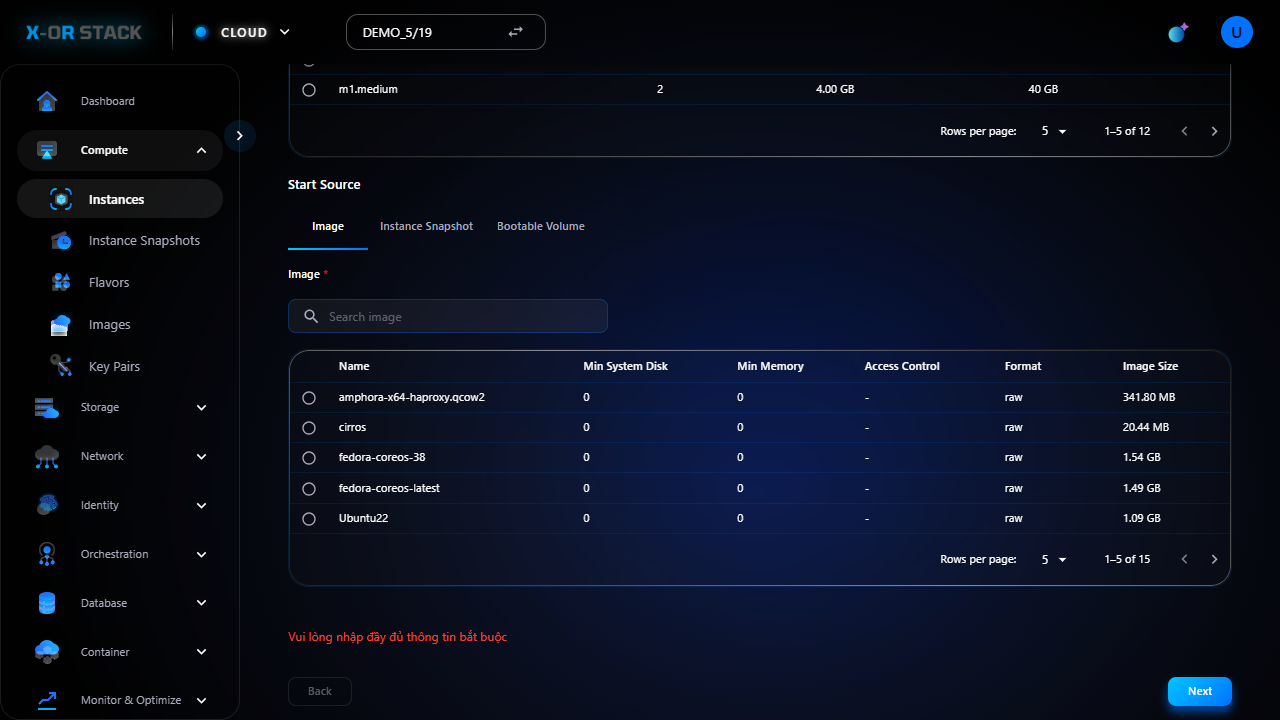 X-OR STACK
CLOUD
DEMO_5/19
U
Dashboard
Compute
Instances
Instance Snapshots
Flavors
Images
Key Pairs
Storage
Network
Identity
Orchestration
Database
Container
Monitor & Optimize
m1.medium 2 4.00 GB 40 GB
Rows per page: 5 1–5 of 12
Start Source
Image Instance Snapshot Bootable Volume
Image *
Search image
Name Min System Disk Min Memory Access Control Format Image Size
amphora-x64-haproxy.qcow2 0 0 - raw 341.80 MB
cirros 0 0 - raw 20.44 MB
fedora-coreos-38 0 0 - raw 1.54 GB
fedora-coreos-latest 0 0 - raw 1.49 GB
Ubuntu22 0 0 - raw 1.09 GB
Rows per page: 5 1–5 of 15
Vui lòng nhập đầy đủ thông tin bắt buộc
Back
Next